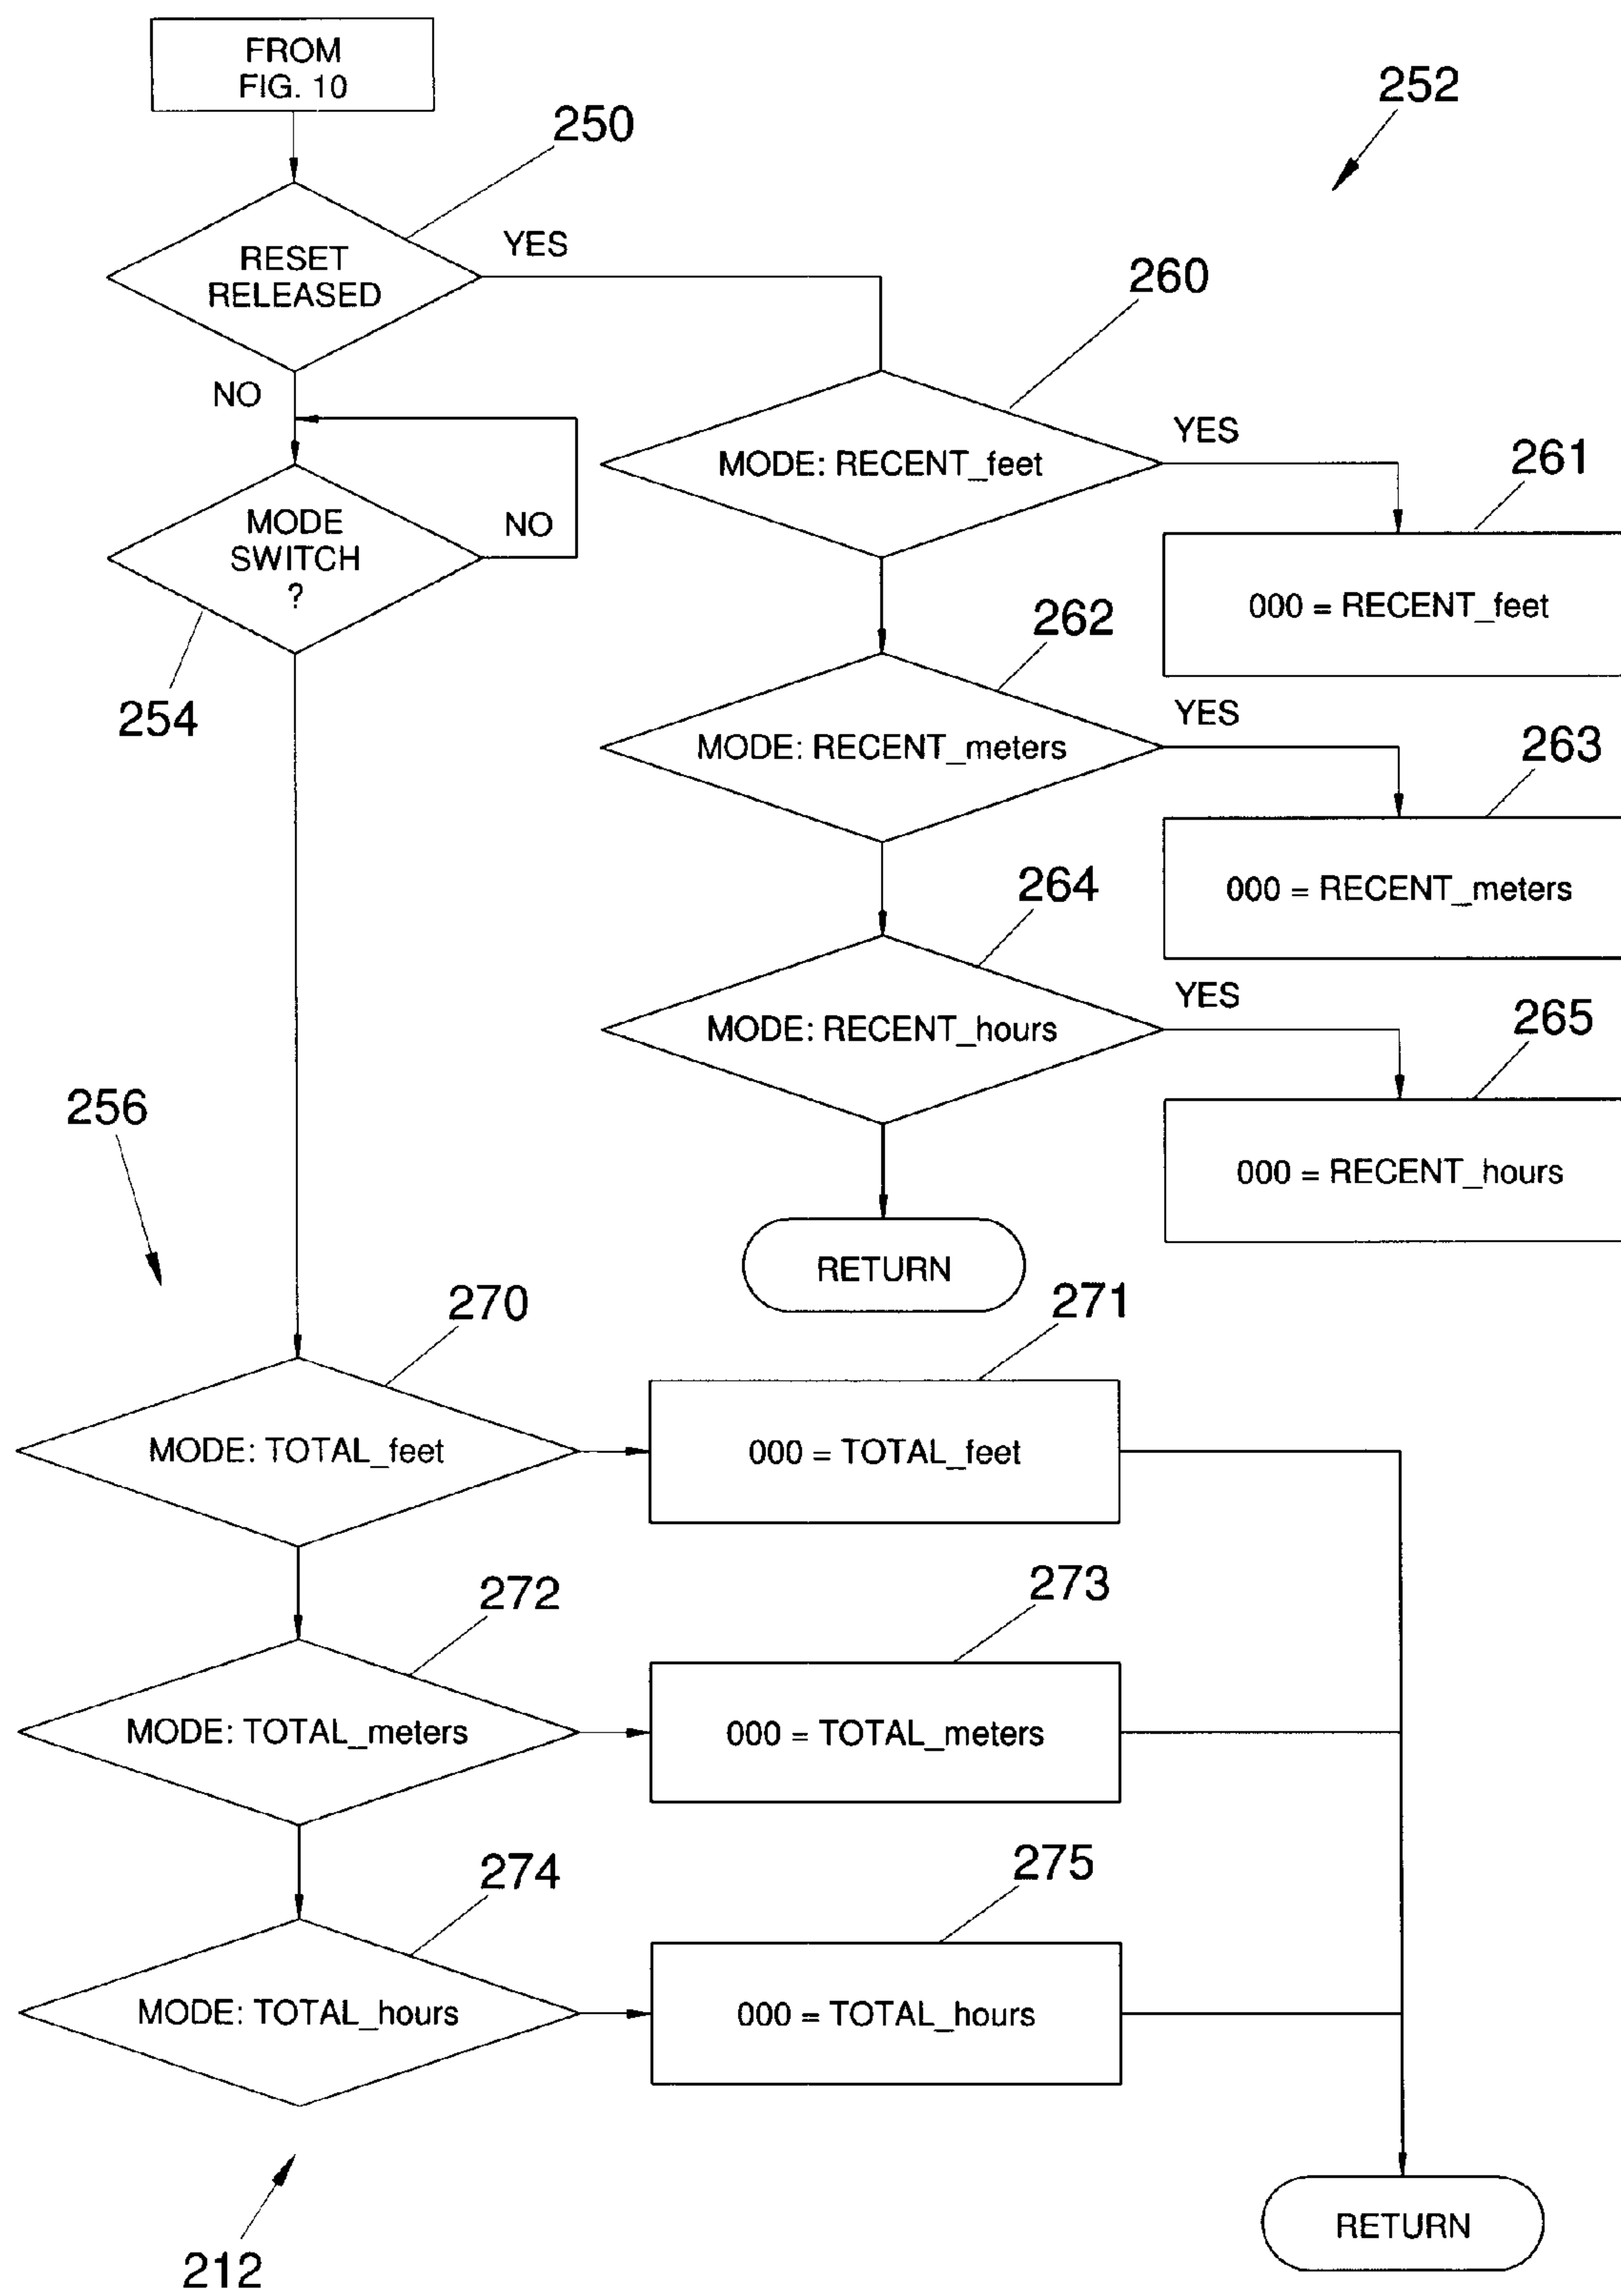 FROM
FIG. 10
252
250
RESET
RELEASED
YES
260
NO
MODE: RECENT_feet
YES
261
MODE
SWITCH
?
NO
000 = RECENT_feet
254
262
MODE: RECENT_meters
YES
263
000 = RECENT_meters
264
MODE: RECENT_hours
YES
265
000 = RECENT_hours
RETURN
256
270
271
MODE: TOTAL_feet
000 = TOTAL_feet
272
273
MODE: TOTAL_meters
000 = TOTAL_meters
274
275
MODE: TOTAL_hours
000 = TOTAL_hours
212
RETURN